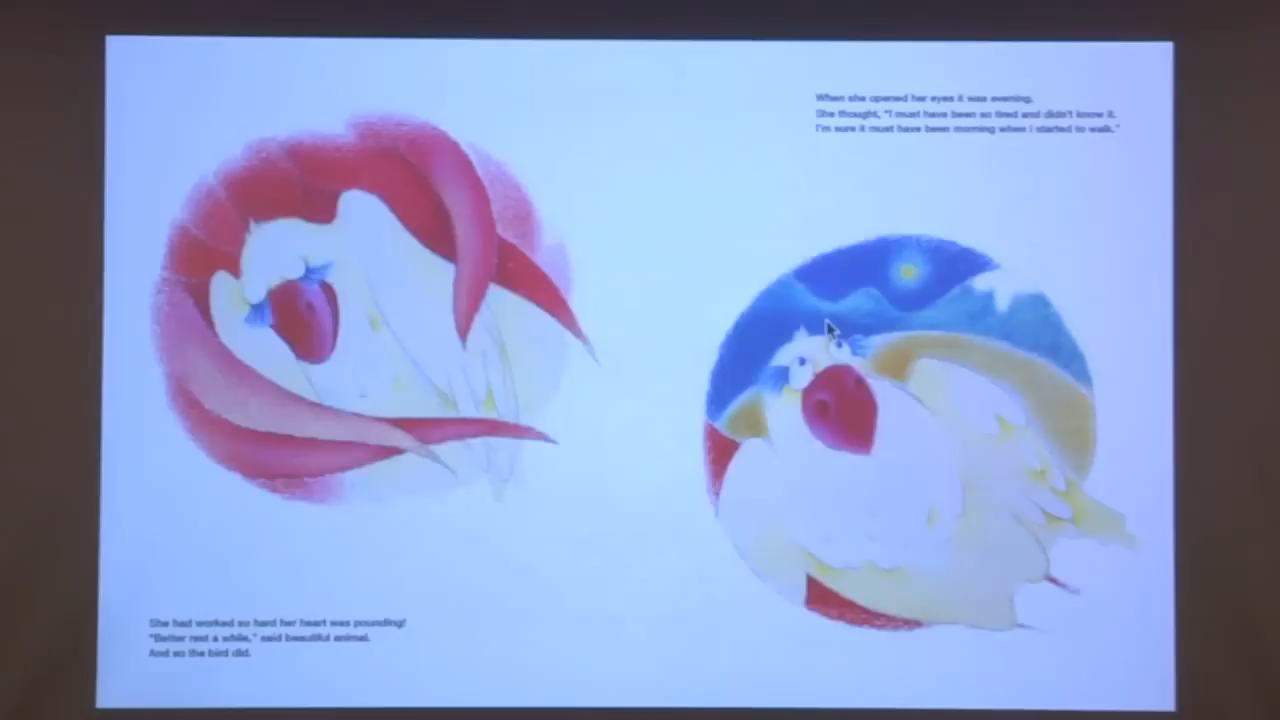 She had worked so hard her heart was pounding!
"Better rest a while," said beautiful animal.
And so the bird did.
When she opened her eyes it was evening.
She thought, "I must have been so tired and didn't know it.
I'm sure it must have been morning when I started to walk."